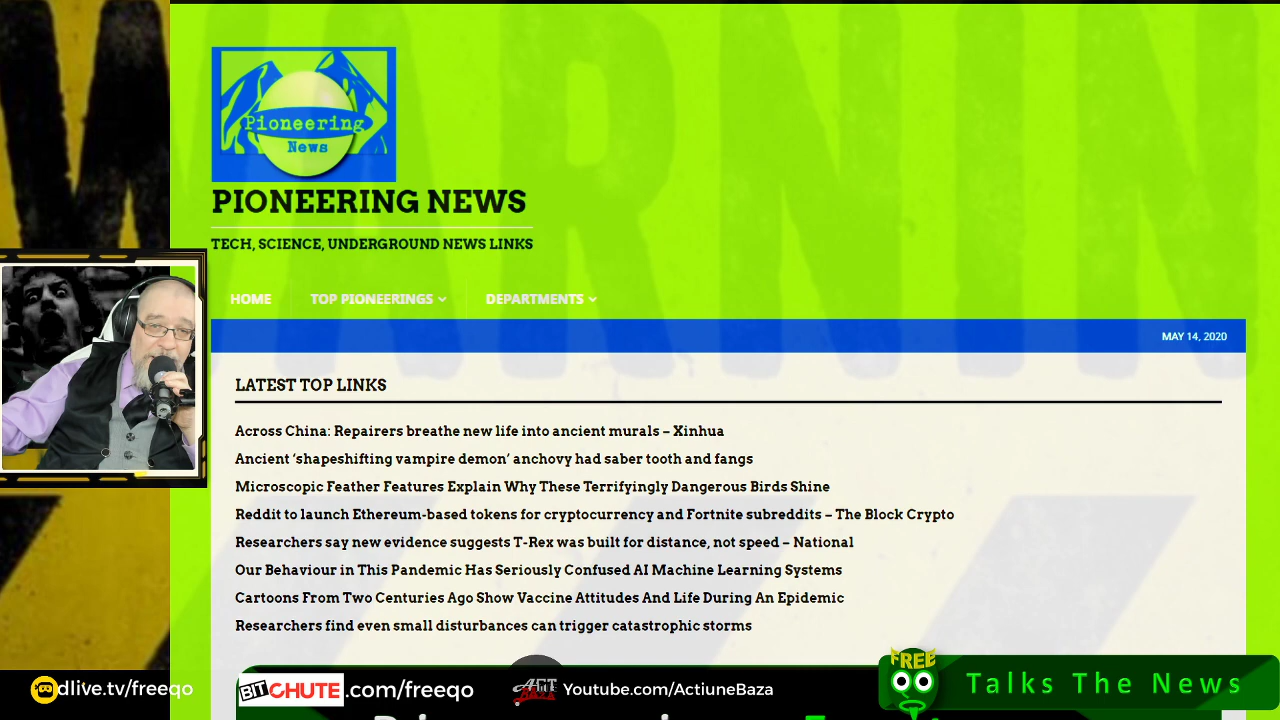 WARNIN
Pioneering
News
PIONEERING NEWS
TECH, SCIENCE, UNDERGROUND NEWS LINKS
HOME TOP PIONEERINGS DEPARTMENTS
MAY 14, 2020
LATEST TOP LINKS
Across China: Repairers breathe new life into ancient murals – Xinhua
Ancient ‘shapeshifting vampire demon’ anchovy had saber tooth and fangs
Microscopic Feather Features Explain Why These Terrifyingly Dangerous Birds Shine
Reddit to launch Ethereum-based tokens for cryptocurrency and Fortnite subreddits – The Block Crypto
Researchers say new evidence suggests T-Rex was built for distance, not speed – National
Our Behaviour in This Pandemic Has Seriously Confused AI Machine Learning Systems
Cartoons From Two Centuries Ago Show Vaccine Attitudes And Life During An Epidemic
Researchers find even small disturbances can trigger catastrophic storms
dlive.tv/freeqo BITCHUTE.com/freeqo Youtube.com/ActiuneBaza FREE Talks The News